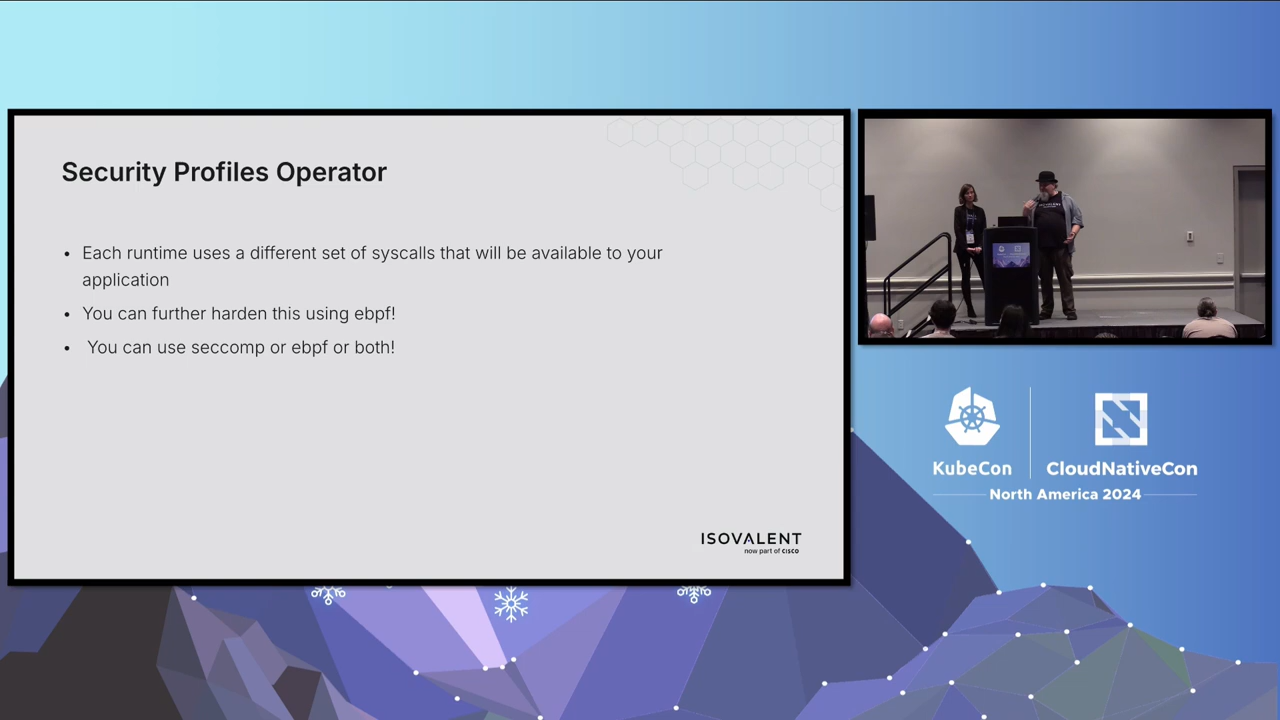 Security Profiles Operator
• Each runtime uses a different set of syscalls that will be available to your
application
• You can further harden this using ebpf!
• You can use seccomp or ebpf or both!
ISOVALENT
now part of CISCO
ISOVALENT
KubeCon
CloudNativeCon
North America 2024